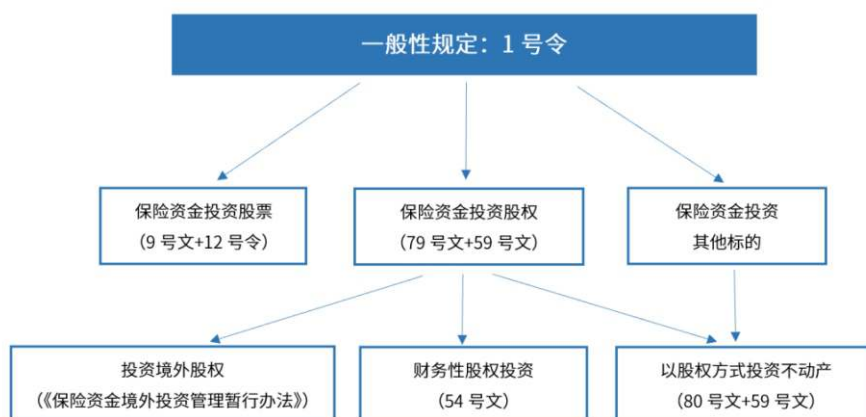 一般性规定：1 号令
保险资金投资股票
（9 号文+12 号令）
保险资金投资股权
（79 号文+59 号文）
保险资金投资
其他标的
投资境外股权
（《保险资金境外投资管理暂行办法》）
财务性股权投资
（54 号文）
以股权方式投资不动产
（80 号文+59 号文）